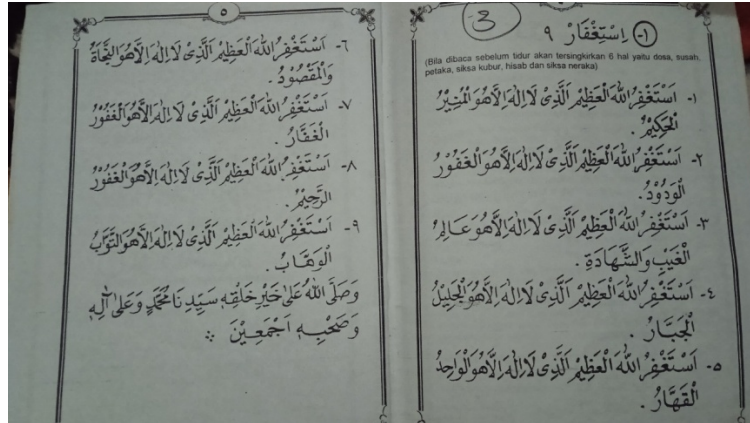 3
١- اِسْتِغْفَارْ ٩
(Bila dibaca sebelum tidur akan tersingkirkan 6 hal yaitu dosa, susah,
petaka, siksa kubur, hisab dan siksa neraka)
١- اَسْتَغْفِرُ اللهَ الْعَظِيْمَ الَّذِىْ لَا اِلٰهَ اِلَّا هُوَ الْمُنِيْرُ
الْحَكِيْمُ.
٢- اَسْتَغْفِرُ اللهَ الْعَظِيْمَ الَّذِىْ لَا اِلٰهَ اِلَّا هُوَ الْغَفُوْرُ
الْوَدُوْدُ.
٣- اَسْتَغْفِرُ اللهَ الْعَظِيْمَ الَّذِىْ لَا اِلٰهَ اِلَّا هُوَ عَالِمُ
الْغَيْبِ وَالشَّهَادَةِ.
٤- اَسْتَغْفِرُ اللهَ الْعَظِيْمَ الَّذِىْ لَا اِلٰهَ اِلَّا هُوَ الْجَلِيْلُ
الْجَبَّارُ.
٥- اَسْتَغْفِرُ اللهَ الْعَظِيْمَ الَّذِىْ لَا اِلٰهَ اِلَّا هُوَ الْوَاحِدُ
الْقَهَّارُ.
٥
٦- اَسْتَغْفِرُ اللهَ الْعَظِيْمَ الَّذِىْ لَا اِلٰهَ اِلَّا هُوَ النَّجَاةُ
وَالْمَقْصُوْدُ.
٧- اَسْتَغْفِرُ اللهَ الْعَظِيْمَ الَّذِىْ لَا اِلٰهَ اِلَّا هُوَ الْغَفُوْرُ
الْغَفَّارُ.
٨- اَسْتَغْفِرُ اللهَ الْعَظِيْمَ الَّذِىْ لَا اِلٰهَ اِلَّا هُوَ الْغَفُوْرُ
الرَّحِيْمُ.
٩- اَسْتَغْفِرُ اللهَ الْعَظِيْمَ الَّذِىْ لَا اِلٰهَ اِلَّا هُوَ التَّوَّابُ
الْوَهَّابُ.
وَصَلَّى اللهُ عَلٰى خَيْرِ خَلْقِهٖ سَيِّدِنَا مُحَمَّدٍ وَعَلٰى اٰلِهٖ
وَصَحْبِهٖ اَجْمَعِيْنَ